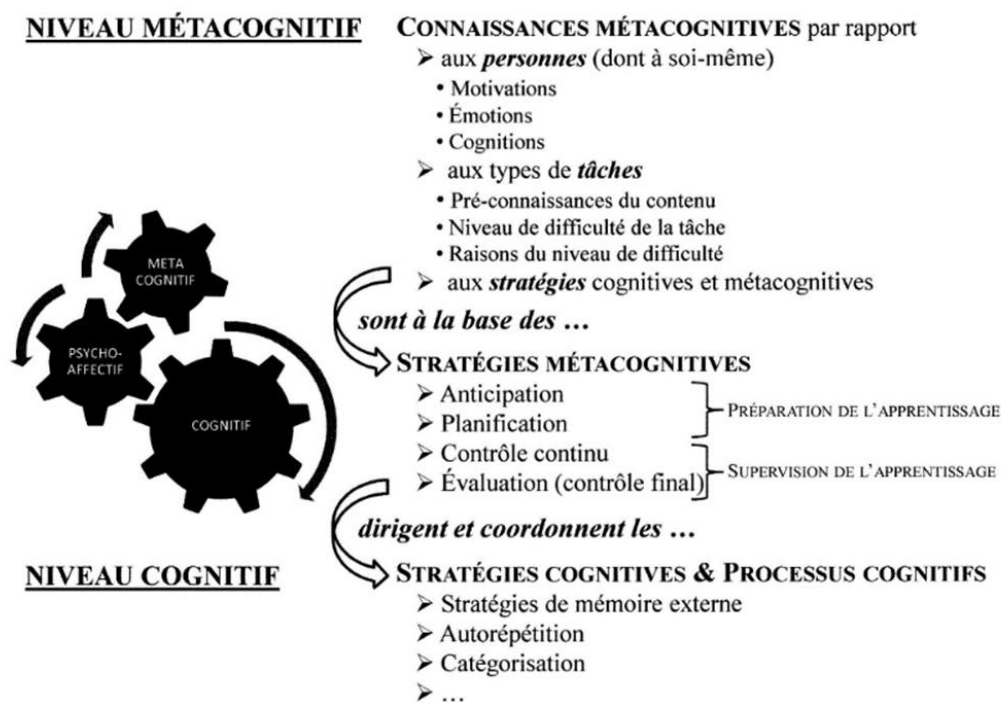 NIVEAU MÉTACOGNITIF
CONNAISSANCES MÉTACOGNITIVES par rapport
➢ aux personnes (dont à soi-même)
• Motivations
• Émotions
• Cognitions
➢ aux types de tâches
• Pré-connaissances du contenu
• Niveau de difficulté de la tâche
• Raisons du niveau de difficulté
➢ aux stratégies cognitives et métacognitives
META
COGNITIF
PSYCHO-
AFFECTIF
COGNITIF
sont à la base des …
STRATÉGIES MÉTACOGNITIVES
➢ Anticipation
➢ Planification
PRÉPARATION DE L'APPRENTISSAGE
➢ Contrôle continu
➢ Évaluation (contrôle final)
SUPERVISION DE L'APPRENTISSAGE
dirigent et coordonnent les …
NIVEAU COGNITIF
STRATÉGIES COGNITIVES & PROCESSUS COGNITIFS
➢ Stratégies de mémoire externe
➢ Autorépétition
➢ Catégorisation
➢ …